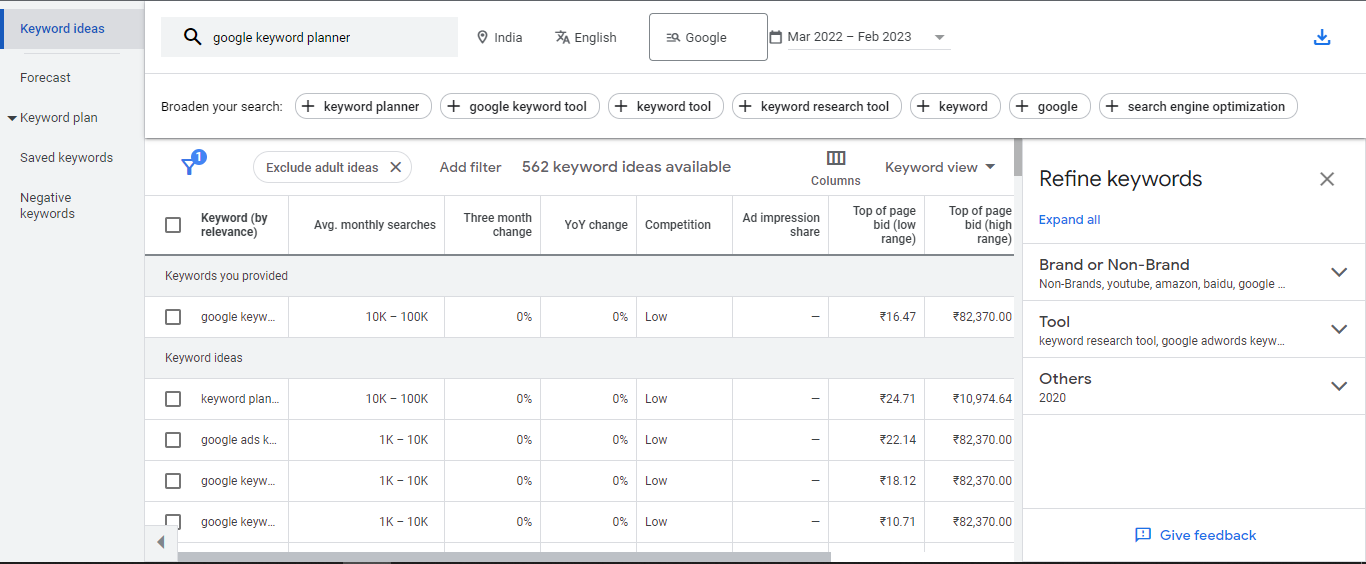 Keyword ideas
Forecast
Keyword plan
Saved keywords
Negative
keywords
google keyword planner
India
English
Google
Mar 2022 – Feb 2023
Broaden your search:
keyword planner
google keyword tool
keyword tool
keyword research tool
keyword
google
search engine optimization
1
Exclude adult ideas
Add filter
562 keyword ideas available
Columns
Keyword view
Keyword (by
relevance)
Avg. monthly searches
Three month
change
YoY change
Competition
Ad impression
share
Top of page
bid (low
range)
Top of page
bid (high
range)
Keywords you provided
google keyw... 10K – 100K 0% 0% Low — ₹16.47 ₹82,370.00
Keyword ideas
keyword plan... 10K – 100K 0% 0% Low — ₹24.71 ₹10,974.64
google ads k... 1K – 10K 0% 0% Low — ₹22.14 ₹82,370.00
google keyw... 1K – 10K 0% 0% Low — ₹18.12 ₹82,370.00
google keyw... 1K – 10K 0% 0% Low — ₹10.71 ₹82,370.00
Refine keywords
Expand all
Brand or Non-Brand
Non-Brands, youtube, amazon, baidu, google ...
Tool
keyword research tool, google adwords keyw...
Others
2020
Give feedback